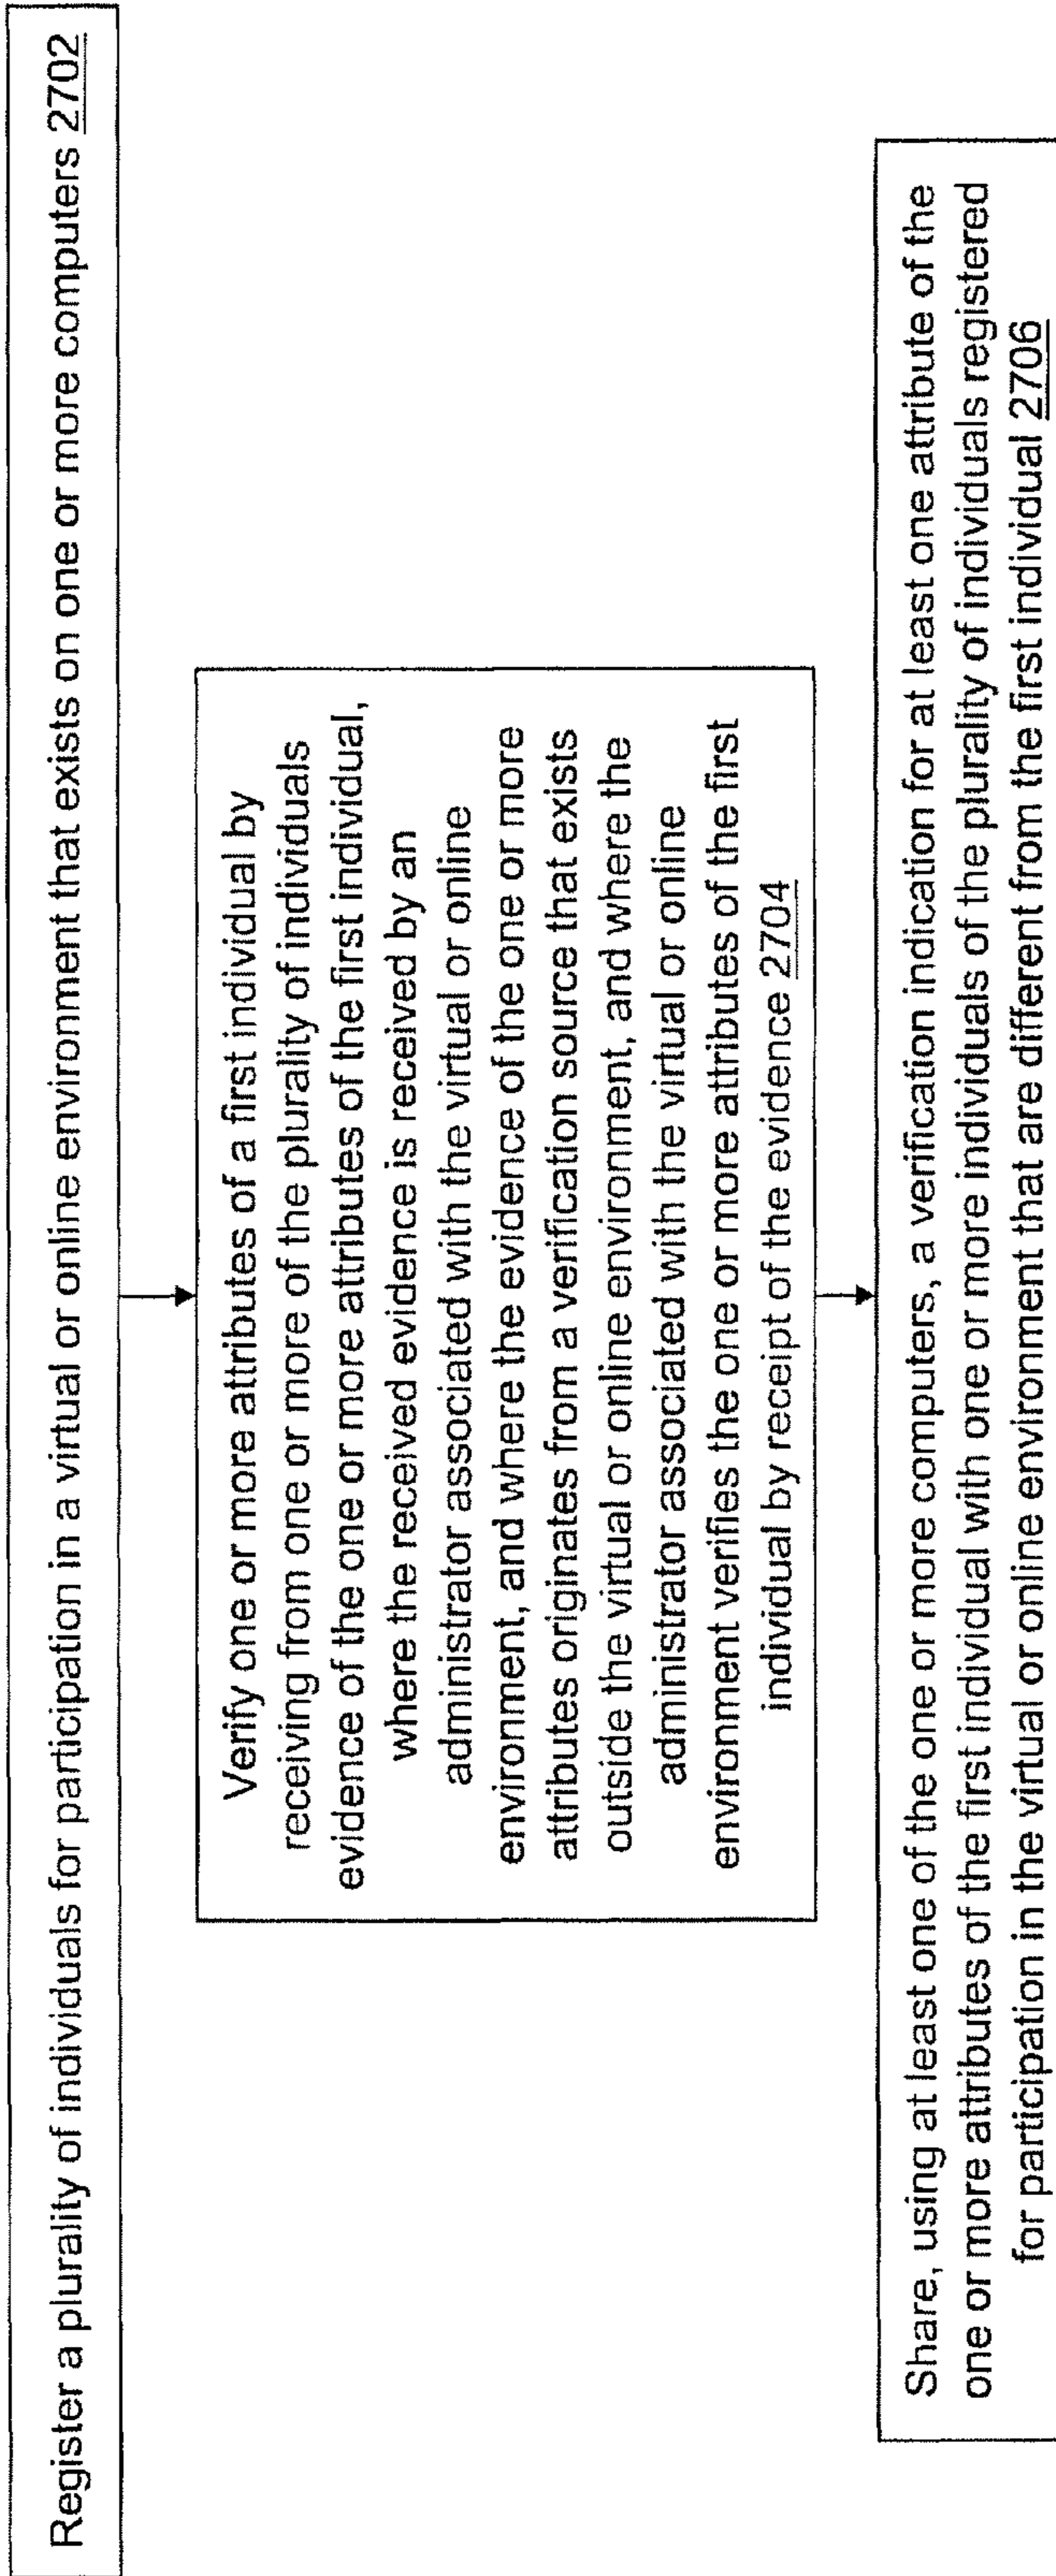 Register a plurality of individuals for participation in a virtual or online environment that exists on one or more computers 2702
Verify one or more attributes of a first individual by
receiving from one or more of the plurality of individuals
evidence of the one or more attributes of the first individual,
where the received evidence is received by an
administrator associated with the virtual or online
environment, and where the evidence of the one or more
attributes originates from a verification source that exists
outside the virtual or online environment, and where the
administrator associated with the virtual or online
environment verifies the one or more attributes of the first
individual by receipt of the evidence 2704
Share, using at least one of the one or more computers, a verification indication for at least one attribute of the
one or more attributes of the first individual with one or more individuals of the plurality of individuals registered
for participation in the virtual or online environment that are different from the first individual 2706